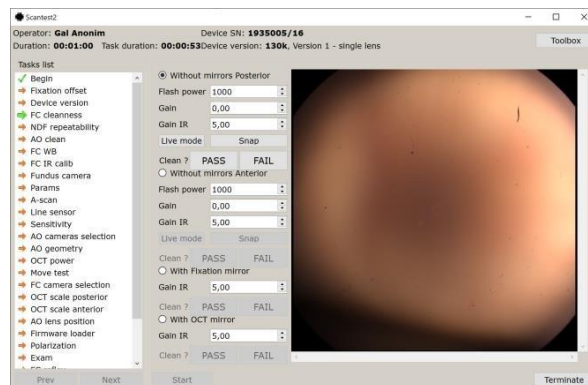 Scantest2
Operator: Gal Anonim Device SN: 1935005/16
Duration: 00:01:00 Task duration: 00:00:53 Device version: 130k, Version 1 - single lens
Toolbox
Tasks list
Begin
Fixation offset
Device version
FC cleanness
NDF repeatability
AO clean
FC WB
FC IR calib
Fundus camera
Params
A-scan
Line sensor
Sensitivity
AO cameras selection
AO geometry
OCT power
Move test
FC camera selection
OCT scale posterior
OCT scale anterior
AO lens position
Firmware loader
Polarization
Exam
Prev Next
Without mirrors Posterior
Flash power 1000
Gain 0,00
Gain IR 5,00
Live mode Snap
Clean ? PASS FAIL
Without mirrors Anterior
Flash power 1000
Gain 0,00
Gain IR 5,00
Live mode Snap
Clean ? PASS FAIL
With Fixation mirror
Gain IR 5,00
Clean ? PASS FAIL
With OCT mirror
Gain IR 5,00
Clean ? PASS FAIL
Start
Terminate